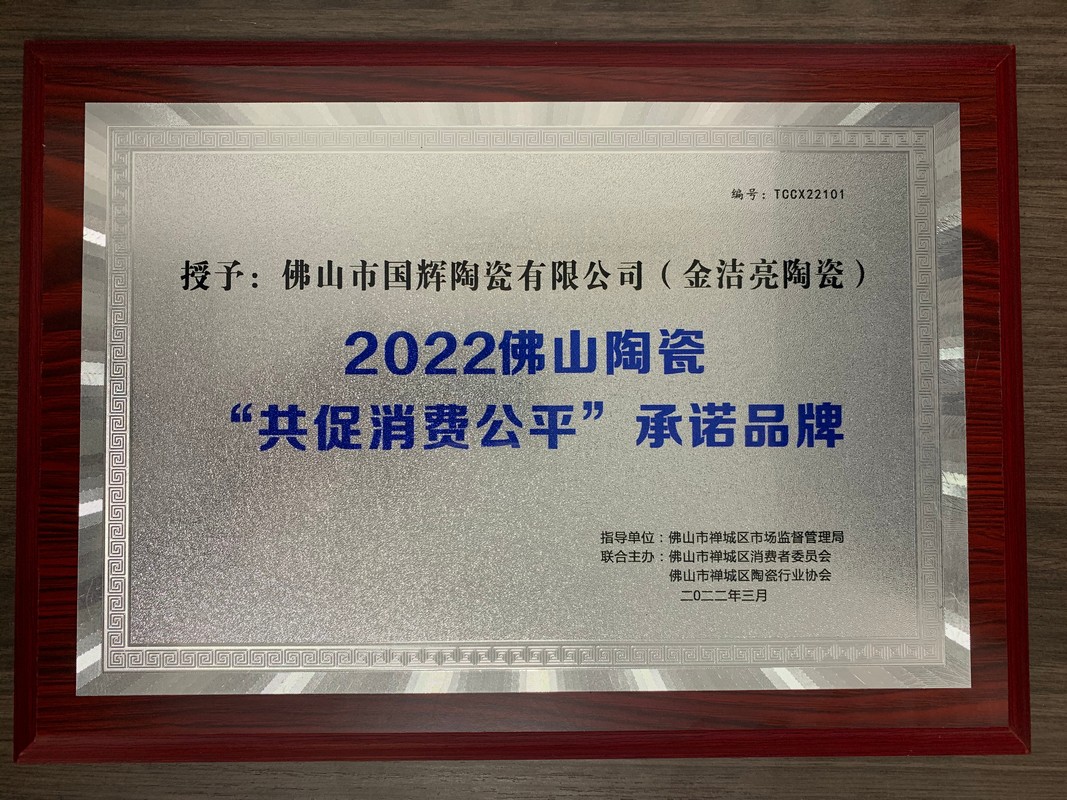 编号：TCCX22101
授予：佛山市国辉陶瓷有限公司（金洁亮陶瓷）
2022佛山陶瓷
“共促消费公平”承诺品牌
指导单位：佛山市禅城区市场监督管理局
联合主办：佛山市禅城区消费者委员会
佛山市禅城区陶瓷行业协会
二0二二年三月